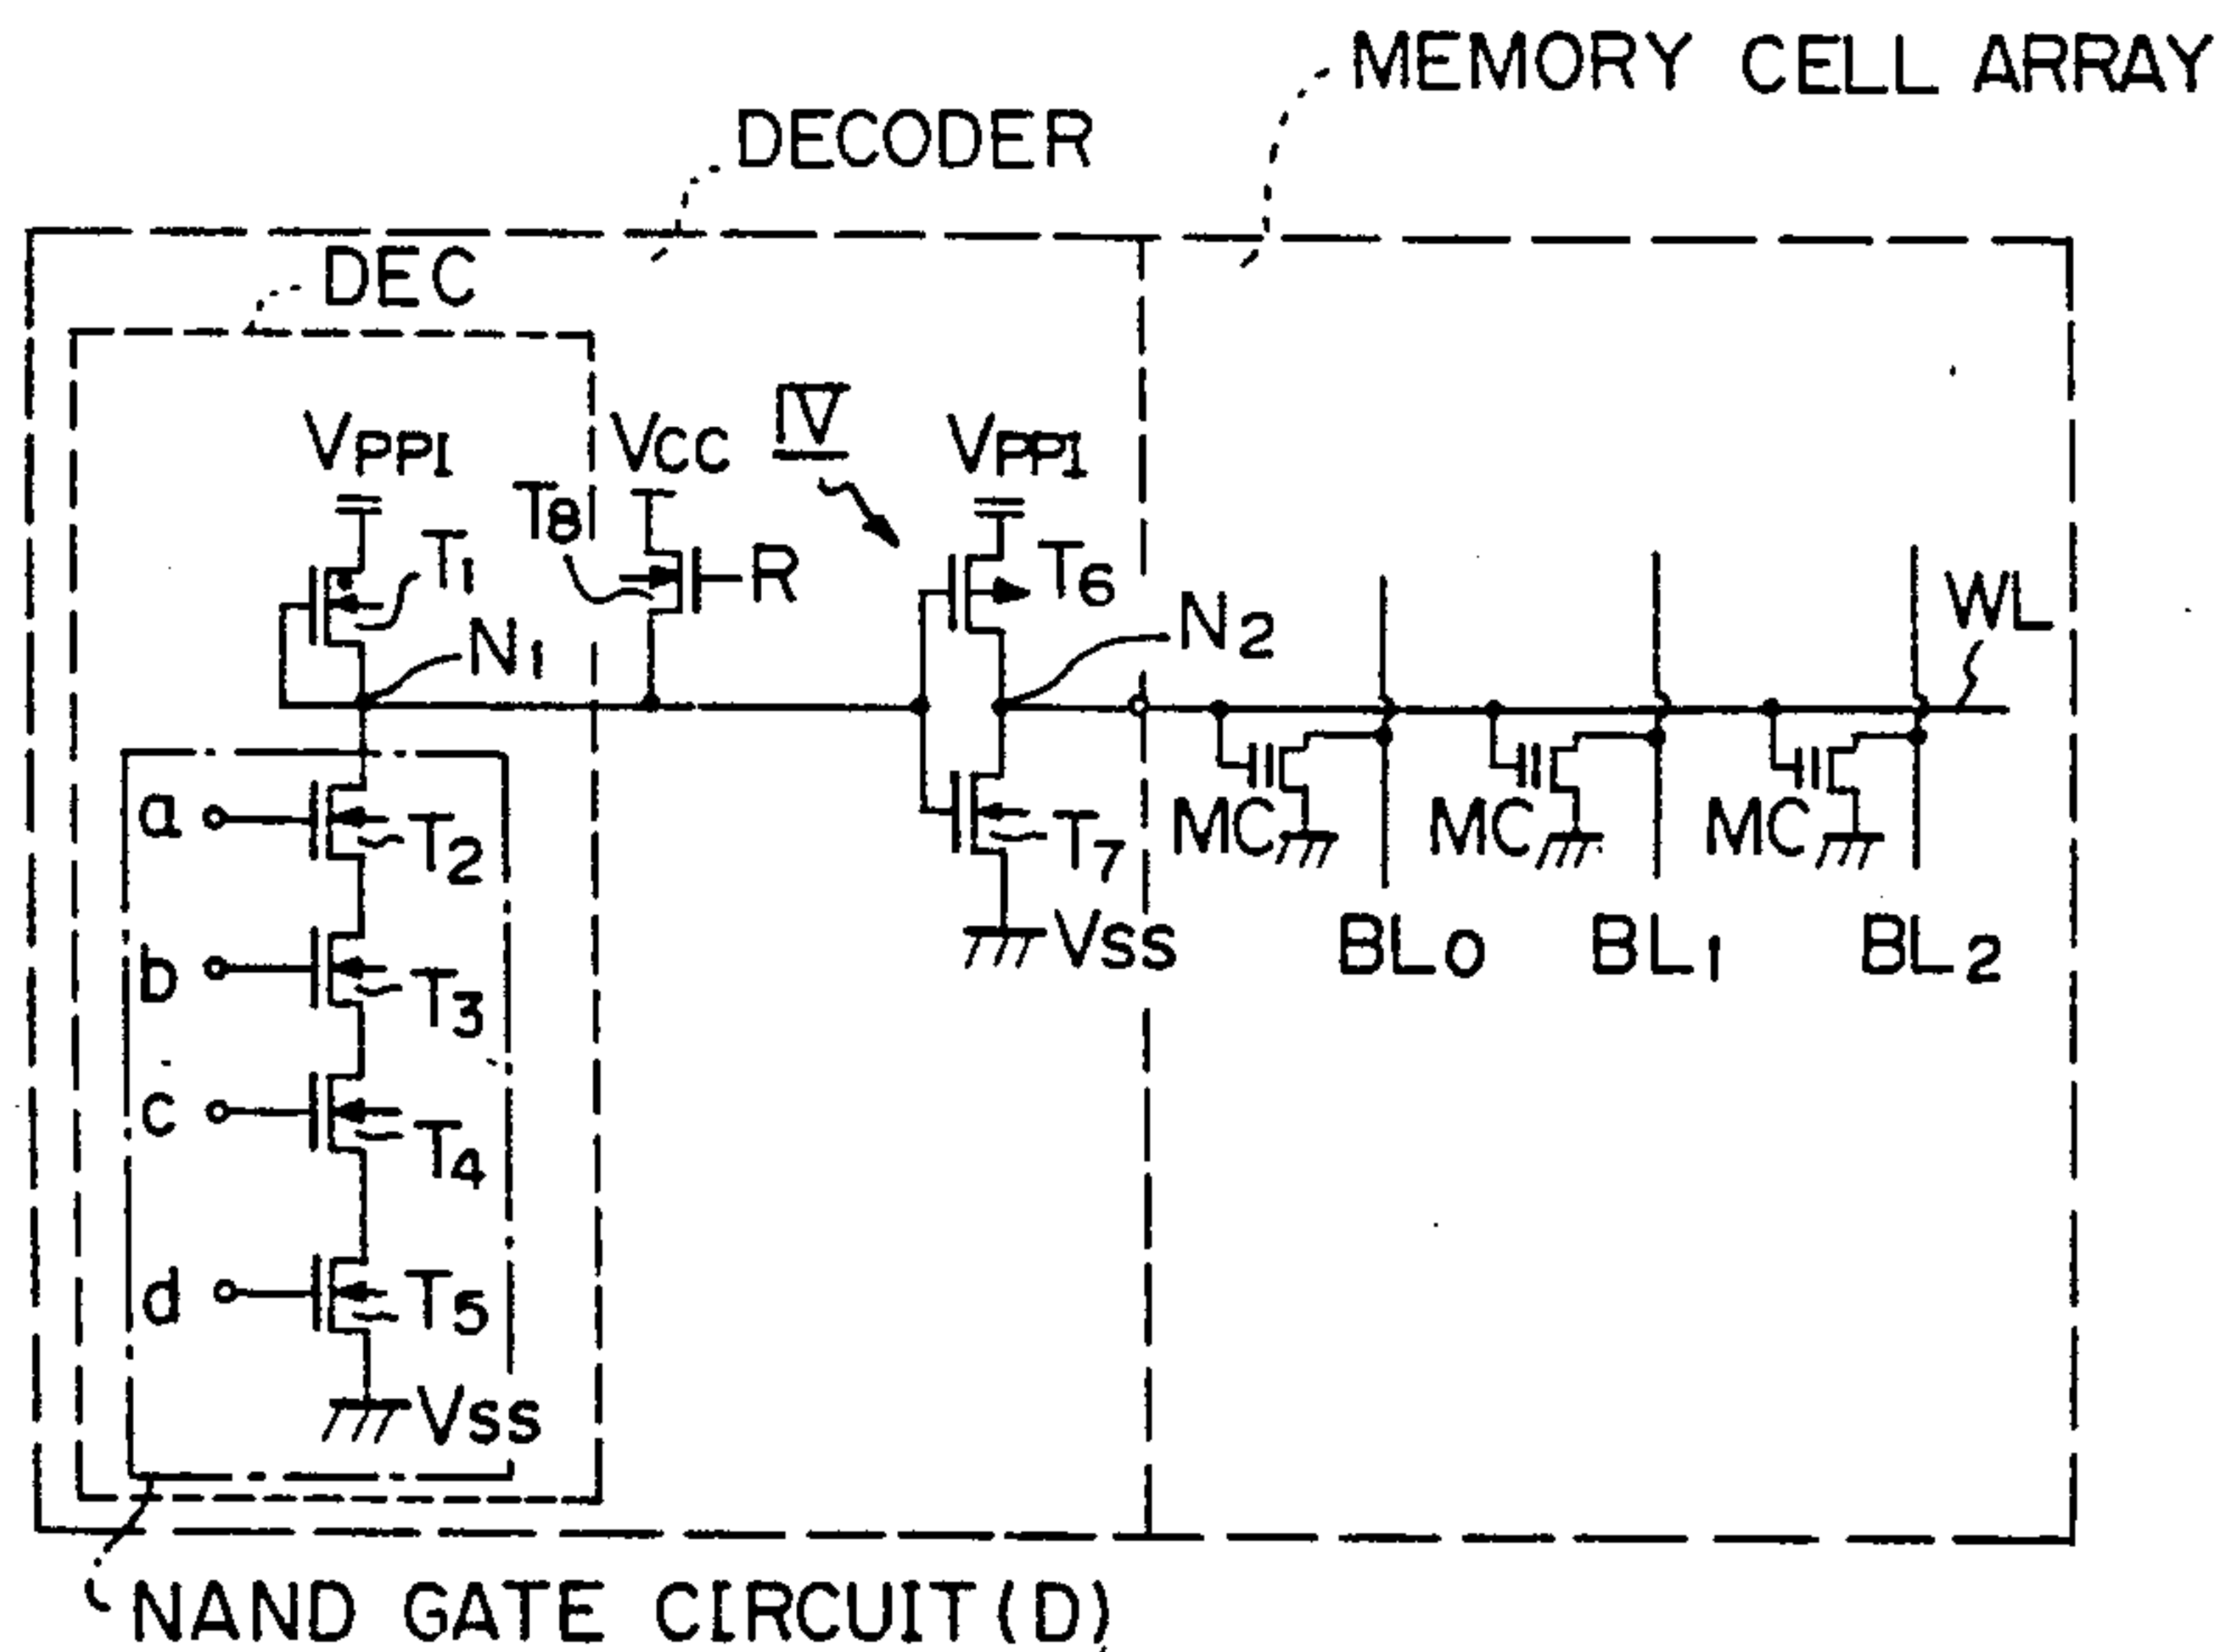 MEMORY CELL ARRAY
DECODER
DEC
VPPI
VCC
IV
VPPI
T8
T1
R
T6
N1
N2
WL
a
T2
MC
MC
MC
T7
b
T3
VSS
BL0
BL1
BL2
c
T4
d
T5
VSS
NAND GATE CIRCUIT(D)